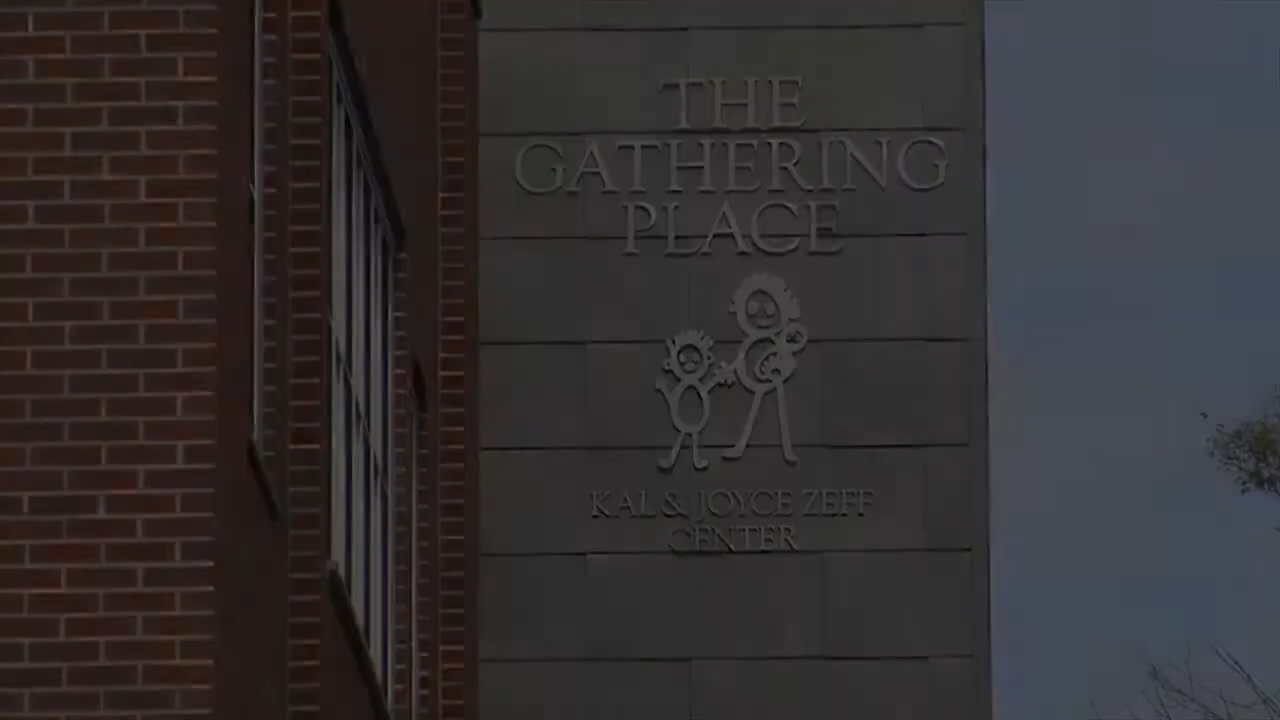 THE
GATHERING
PLACE
KAL & JOYCE ZEFF
CENTER